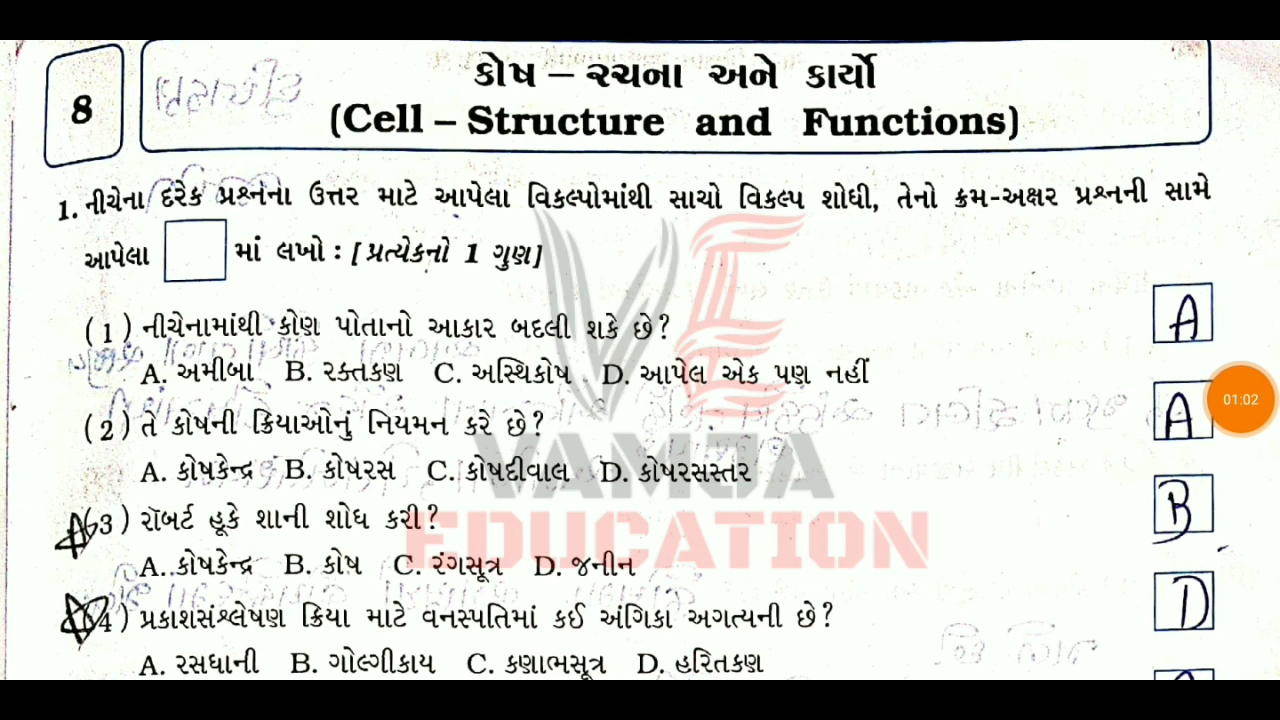 8
કોષ – રચના અને કાર્યો
(Cell – Structure and Functions)
1. નીચેના દરેક પ્રશ્નના ઉત્તર માટે આપેલા વિકલ્પોમાંથી સાચો વિકલ્પ શોધી, તેનો ક્રમ-અક્ષર પ્રશ્નની સામે
આપેલા માં લખો : [પ્રત્યેકનો 1 ગુણ]
(1) નીચેનામાંથી કોણ પોતાનો આકાર બદલી શકે છે? A
A. અમીબા B. રક્તકણ C. અસ્થિકોષ D. આપેલ એક પણ નહીં
01:02
(2) તે કોષની ક્રિયાઓનું નિયમન કરે છે? A
A. કોષકેન્દ્ર B. કોષરસ C. કોષદીવાલ D. કોષરસસ્તર
VAMJA
(3) રૉબર્ટ હૂકે શાની શોધ કરી? B
EDUCATION
A. કોષકેન્દ્ર B. કોષ C. રંગસૂત્ર D. જનીન
(4) પ્રકાશસંશ્લેષણ ક્રિયા માટે વનસ્પતિમાં કઈ અંગિકા અગત્યની છે? D
A. રસધાની B. ગોલ્ગીકાય C. કણાભસૂત્ર D. હરિતકણ